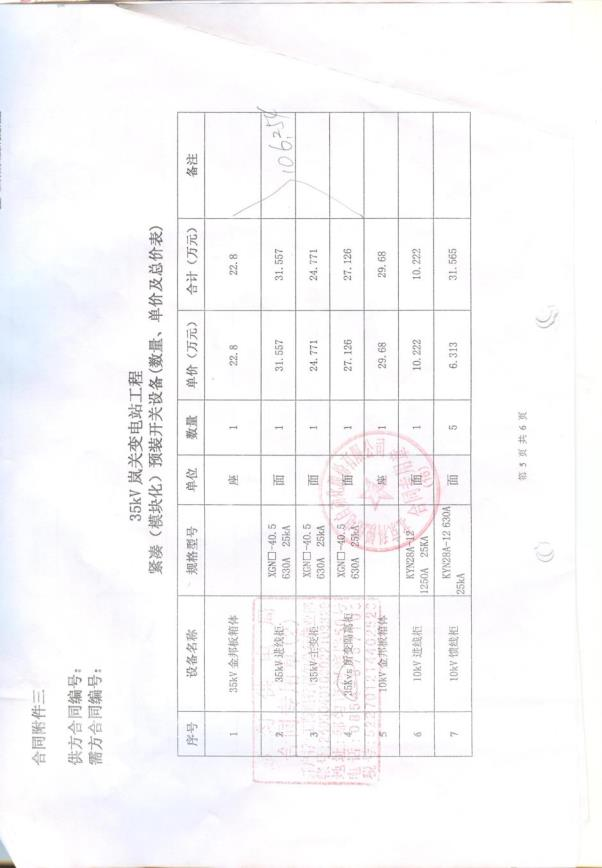 合同附件三
供方合同编号:
需方合同编号:
35kV 岚关变电站工程
紧凑(模块化)预装开关设备(数量、单价及总价表)
序号 设备名称 规格型号 单位 数量 单价(万元) 合计(万元) 备注
1 35kV 金邦板箱体 座 1 22.8 22.8
2 35kV 进线柜 XGN□-40.5 630A 25kA 面 1 31.557 31.557
106.254
3 35kV 主变柜 XGN□-40.5 630A 25kA 面 1 24.771 24.771
4 35kVs 所变隔离柜 XGN□-40.5 630A 25kA 面 1 27.126 27.126
5 10kV 金邦板箱体 座 1 29.68 29.68
6 10kV 进线柜 KYN28A-12 1250A 25KA 面 1 10.222 10.222
7 10kV 馈线柜 KYN28A-12 630A 25kA 面 5 6.313 31.565
第 5 页 共 6 页